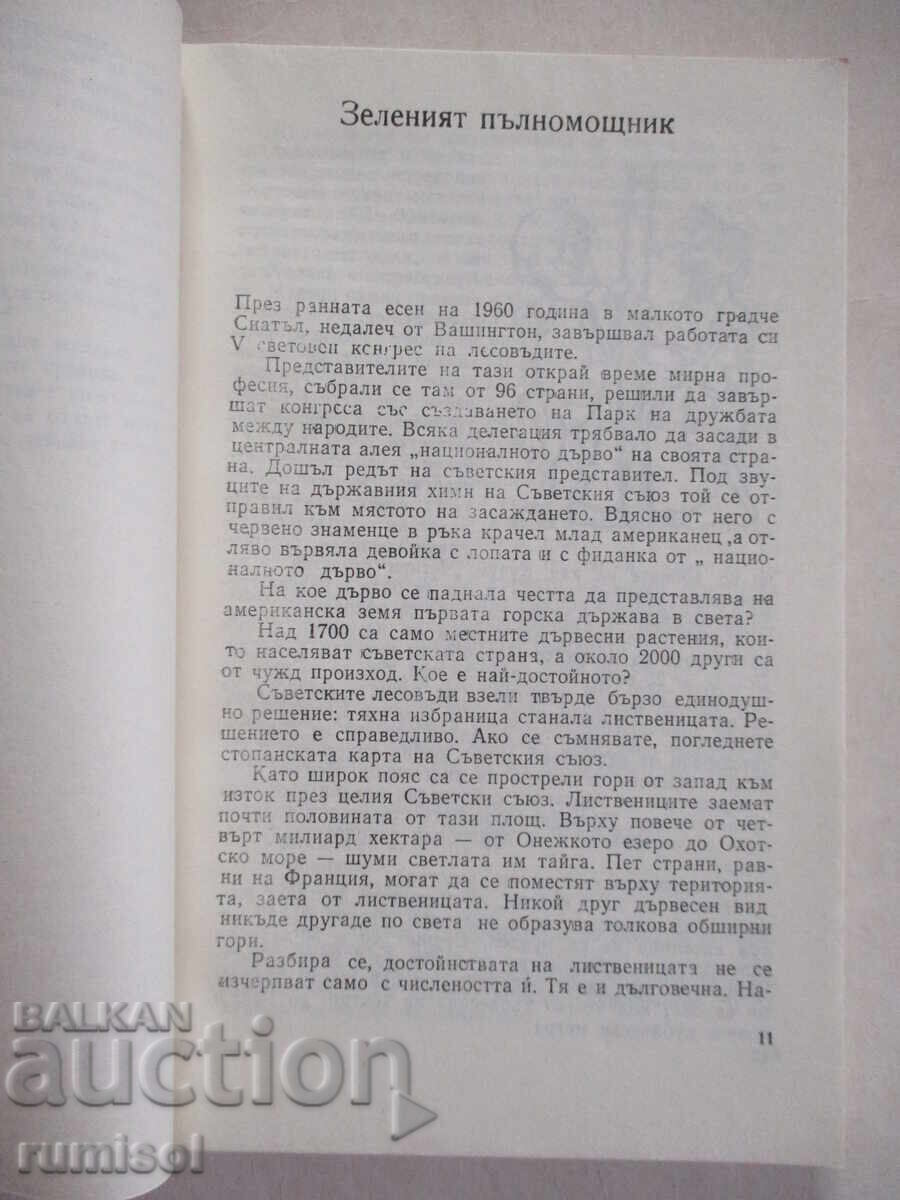 Зеленият пълномощник
През ранната есен на 1960 година в малкото градче
Сиатъл, недалеч от Вашингтон, завършвал работата си
V световен конгрес на лесовъдите.
Представителите на тази открай време мирна про-
фесия, събрали се там от 96 страни, решили да завър-
шат конгреса със създаването на Парк на дружбата
между народите. Всяка делегация трябвало да засади в
централната алея „националното дърво“ на своята стра-
на. Дошъл редът на съветския представител. Под зву-
ците на държавния химн на Съветския съюз той се от-
правил към мястото на засаждането. Вдясно от него с
червено знаменце в ръка крачел млад американец ,а от-
ляво вървяла девойка с лопата и с фиданка от „ нацио-
налното дърво“.
На кое дърво се паднала честта да представлява на
американска земя първата горска държава в света?
Над 1700 са само местните дървесни растения, кои-
то населяват съветската страна, а около 2000 други са
от чужд произход. Кое е най-достойното?
Съветските лесовъди взели твърде бързо единодуш-
но решение: тяхна избраница станала лиственицата. Ре-
шението е справедливо. Ако се съмнявате, погледнете
стопанската карта на Съветския съюз.
Като широк пояс са се прострели гори от запад към
изток през целия Съветски съюз. Листвениците заемат
почти половината от тази площ. Върху повече от чет-
върт милиард хектара — от Онежкото езеро до Охот-
ско море — шуми светлата им тайга. Пет страни, рав-
ни на Франция, могат да се поместят върху територия-
та, заета от лиственицата. Никой друг дървесен вид
никъде другаде по света не образува толкова обширни
гори.
Разбира се, достойнствата на лиственицата не се
изчерпват само с числеността ѝ. Тя е и дълговечна. На-
11
BALKAN
auction
rumisol